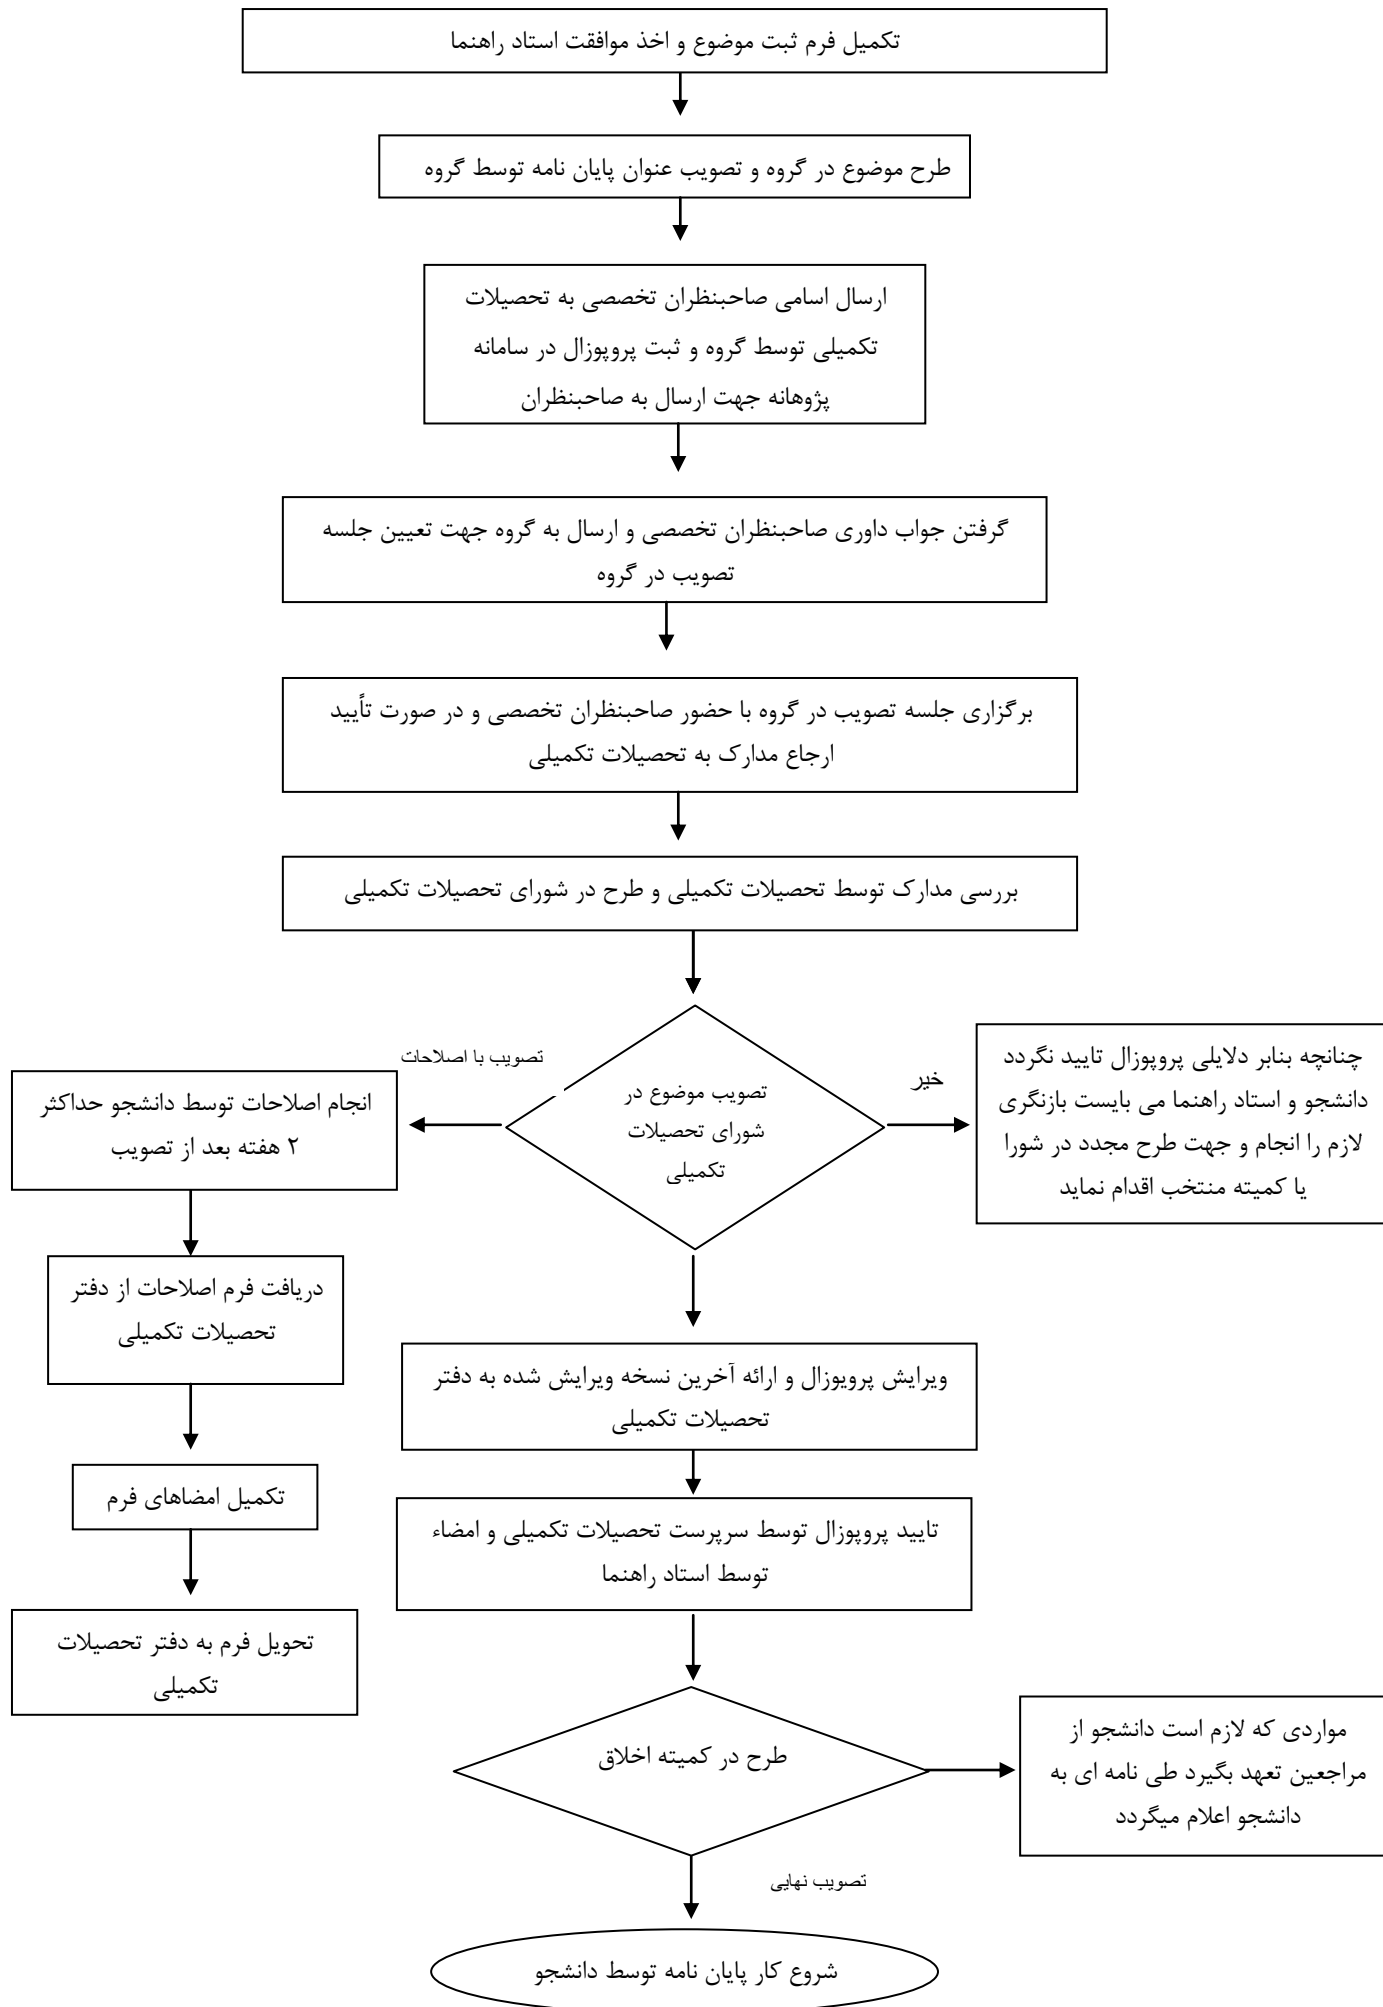 تکمیل فرم ثبت موضوع و اخذ موافقت استاد راهنما
طرح موضوع در گروه و تصویب عنوان پایان نامه توسط گروه
ارسال اسامی صاحبنظران تخصصی به تحصیلات
تکمیلی توسط گروه و ثبت پروپوزال در سامانه
پژوهانه جهت ارسال به صاحبنظران
گرفتن جواب داوری صاحبنظران تخصصی و ارسال به گروه جهت تعیین جلسه
تصویب در گروه
برگزاری جلسه تصویب در گروه با حضور صاحبنظران تخصصی و در صورت تأیید
ارجاع مدارک به تحصیلات تکمیلی
بررسی مدارک توسط تحصیلات تکمیلی و طرح در شورای تحصیلات تکمیلی
تصویب موضوع در
شورای تحصیلات
تکمیلی
خیر
چنانچه بنابر دلایلی پروپوزال تایید نگردد
دانشجو و استاد راهنما می بایست بازنگری
لازم را انجام و جهت طرح مجدد در شورا
یا کمیته منتخب اقدام نماید
تصویب با اصلاحات
انجام اصلاحات توسط دانشجو حداکثر
۲ هفته بعد از تصویب
دریافت فرم اصلاحات از دفتر
تحصیلات تکمیلی
تکمیل امضاهای فرم
تحویل فرم به دفتر تحصیلات
تکمیلی
ویرایش پروپوزال و ارائه آخرین نسخه ویرایش شده به دفتر
تحصیلات تکمیلی
تایید پروپوزال توسط سرپرست تحصیلات تکمیلی و امضاء
توسط استاد راهنما
طرح در کمیته اخلاق
مواردی که لازم است دانشجو از
مراجعین تعهد بگیرد طی نامه ای به
دانشجو اعلام میگردد
تصویب نهایی
شروع کار پایان نامه توسط دانشجو